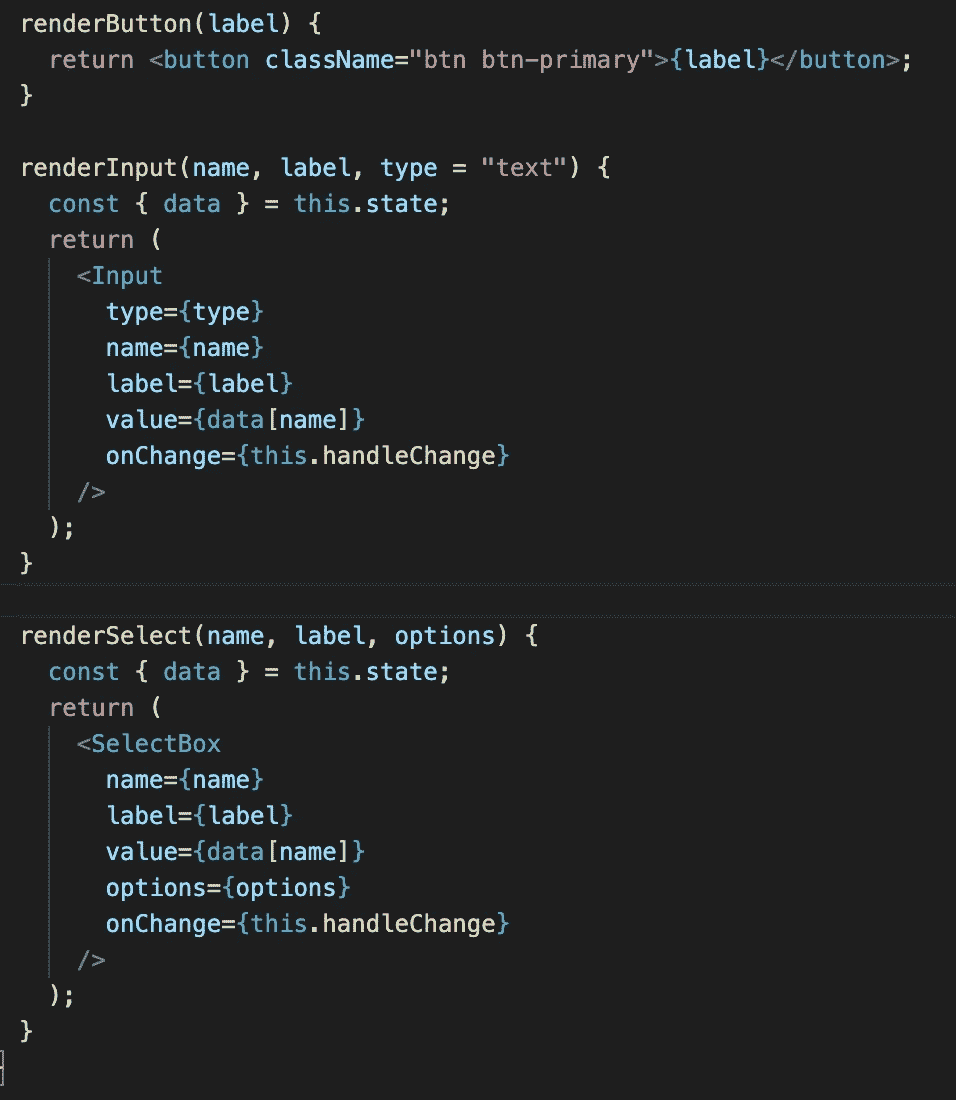 renderButton(label) {
  return <button className="btn btn-primary">{label}</button>;
}

renderInput(name, label, type = "text") {
  const { data } = this.state;
  return (
    <Input
      type={type}
      name={name}
      label={label}
      value={data[name]}
      onChange={this.handleChange}
    />
  );
}

renderSelect(name, label, options) {
  const { data } = this.state;
  return (
    <SelectBox
      name={name}
      label={label}
      value={data[name]}
      options={options}
      onChange={this.handleChange}
    />
  );
}